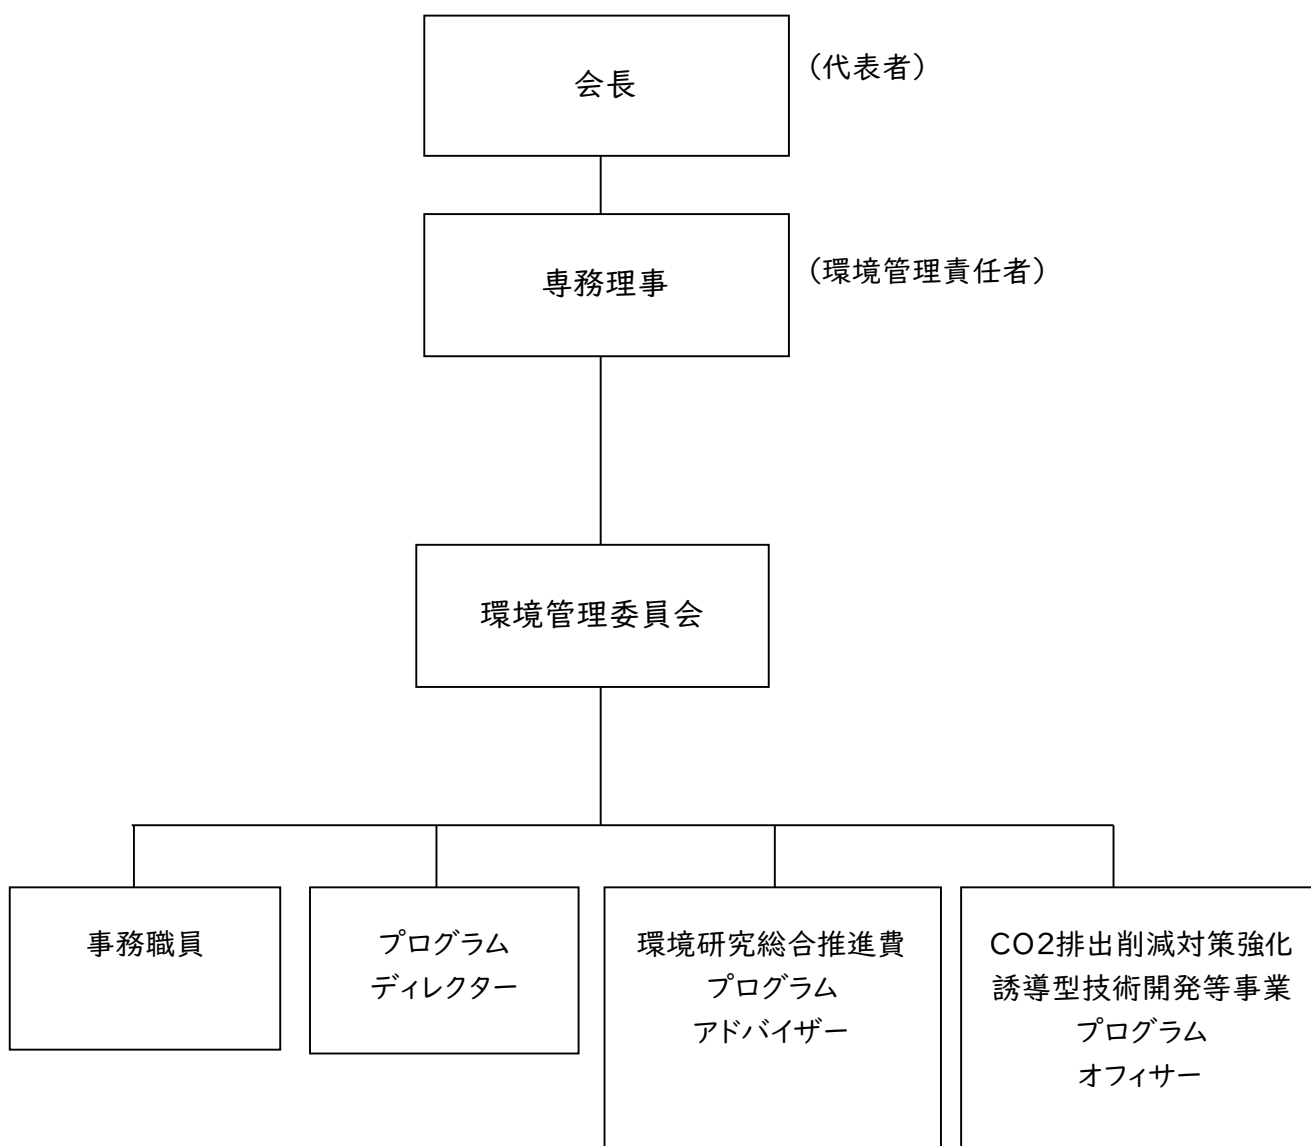 会長
（代表者）
専務理事
（環境管理責任者）
環境管理委員会
事務職員
プログラム
ディレクター
環境研究総合推進費
プログラム
アドバイザー
CO2排出削減対策強化
誘導型技術開発等事業
プログラム
オフィサー